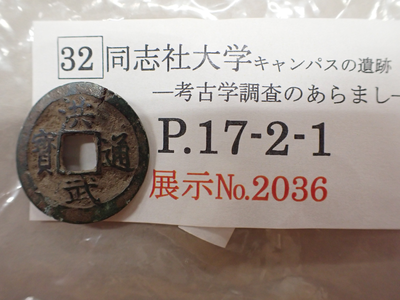 32 同志社大学キャンパスの遺跡
―考古学調査のあらまし―
P.17-2-1
展示No.2036
洪武通寳